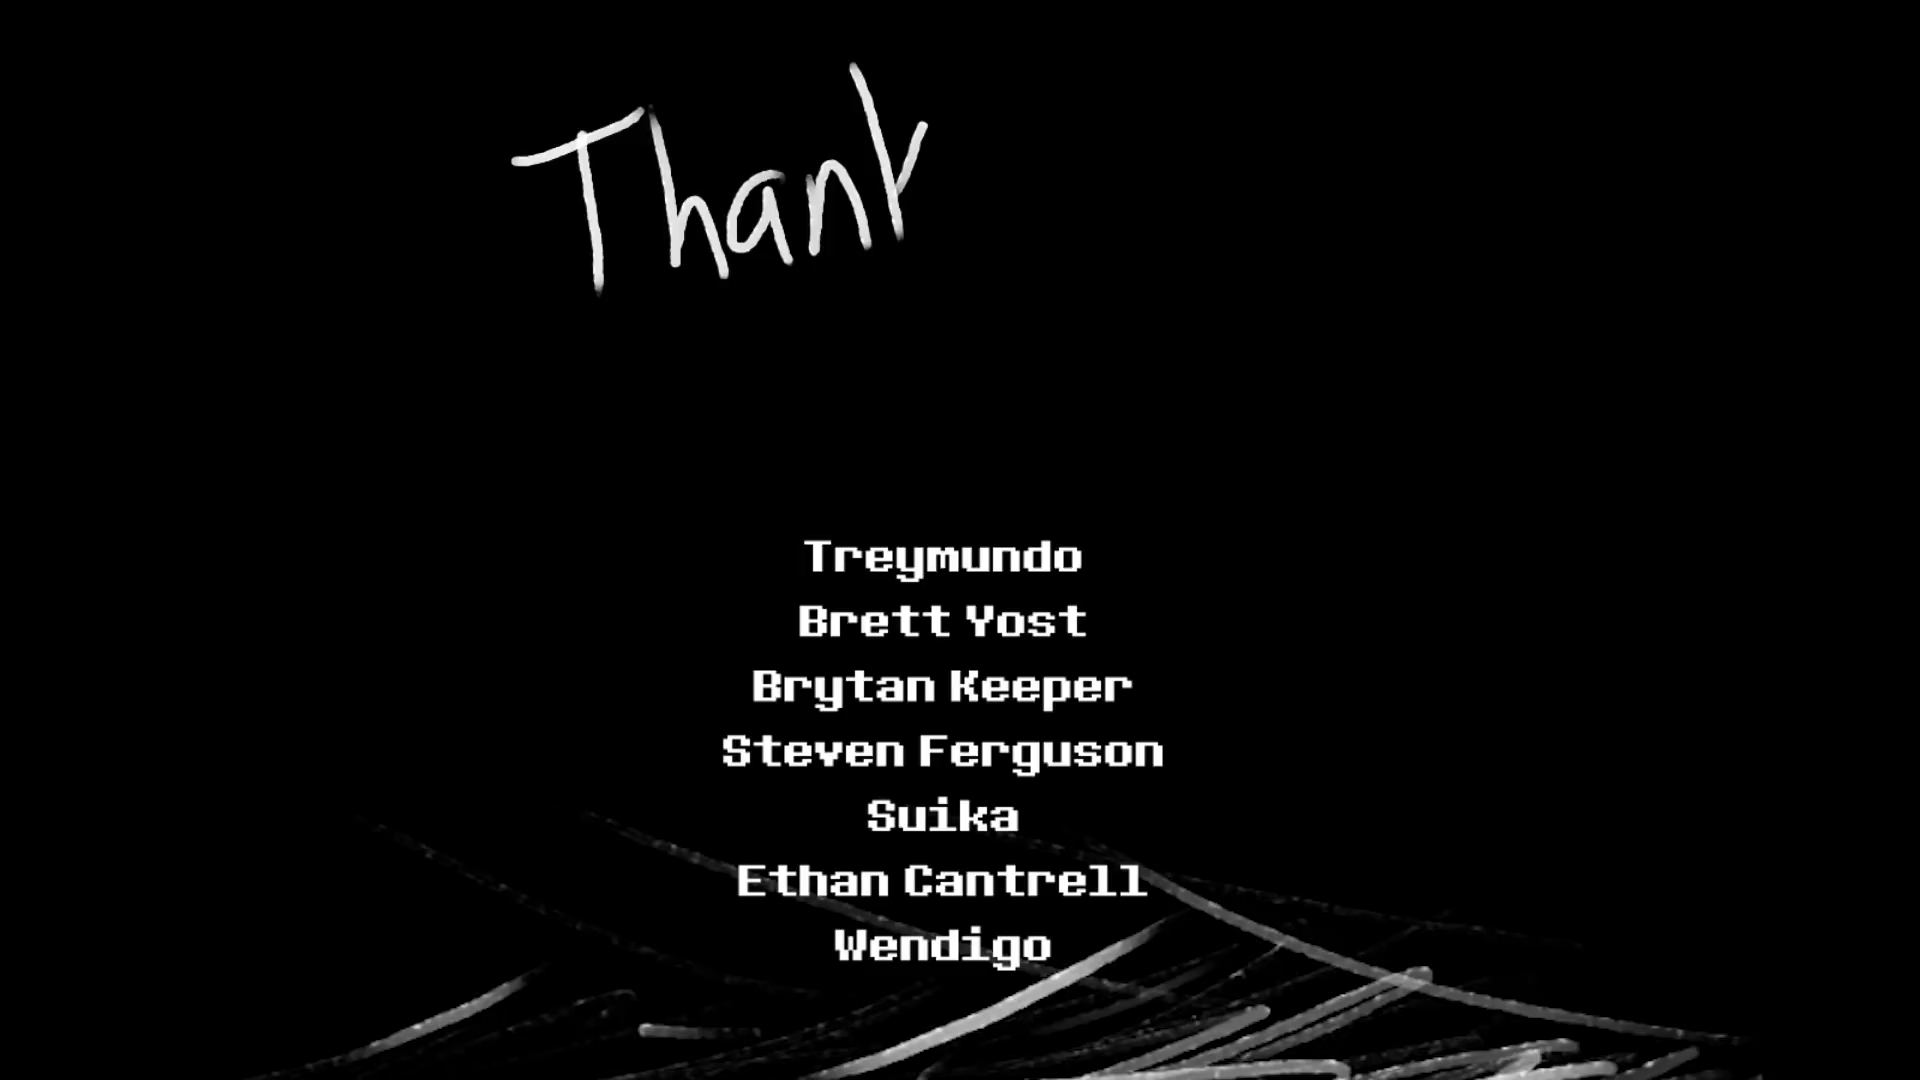 Thank
Treymundo
Brett Yost
Brytan Keeper
Steven Ferguson
Suika
Ethan Cantrell
Wendigo